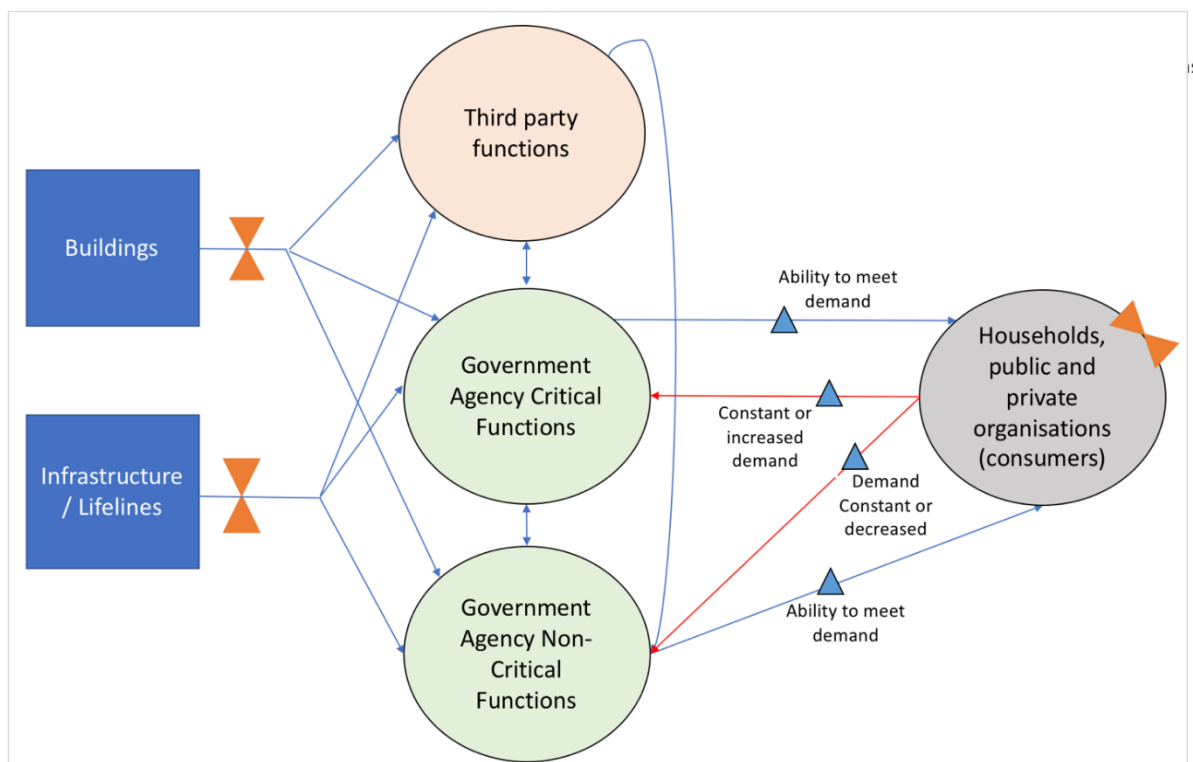 Third party
functions
Buildings
Ability to meet
demand
Government
Agency Critical
Functions
Households,
public and
private
organisations
(consumers)
Constant or
increased
demand
Infrastructure
/ Lifelines
Demand
Constant or
decreased
Government
Agency Non-
Critical
Functions
Ability to meet
demand